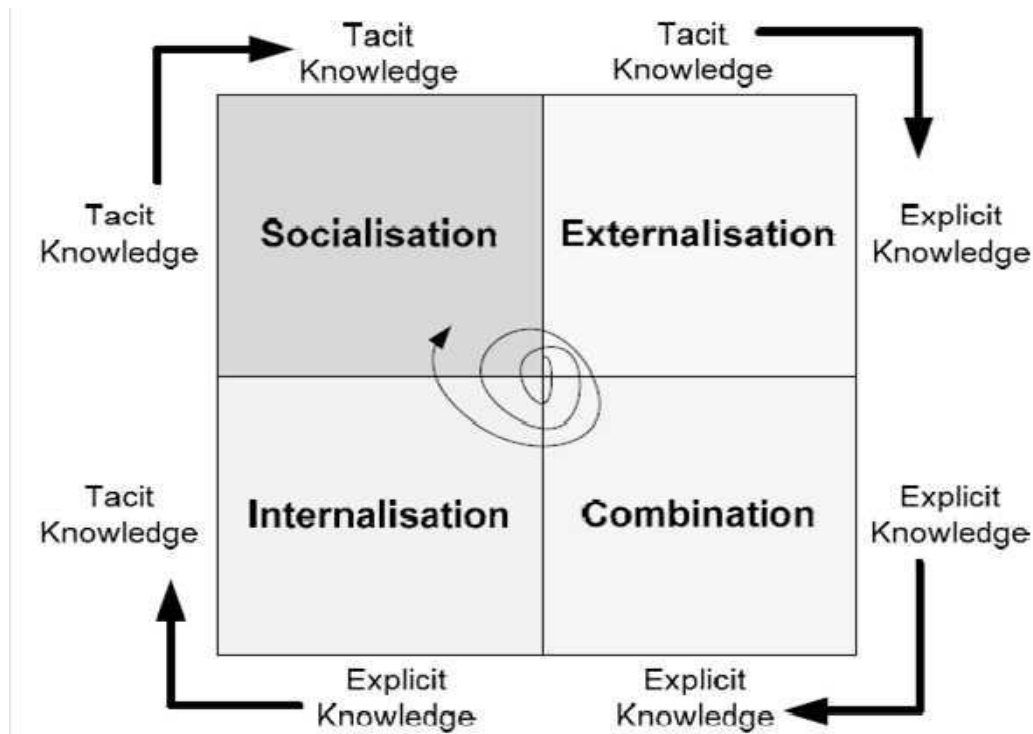 Tacit
Knowledge
Tacit
Knowledge
Tacit
Knowledge
Socialisation
Externalisation
Explicit
Knowledge
Tacit
Knowledge
Internalisation
Combination
Explicit
Knowledge
Explicit
Knowledge
Explicit
Knowledge